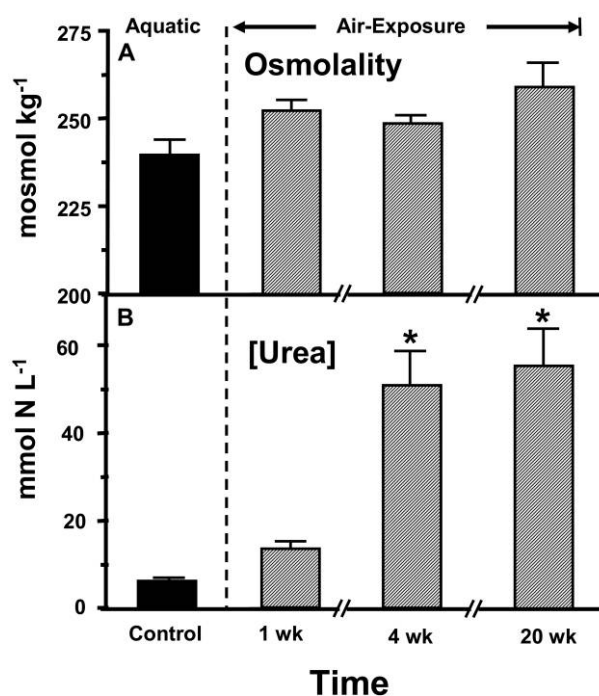 Aquatic Air-Exposure
275
A
Osmolality
250
225
200
mosmol kg⁻¹
B
[Urea]
* *
60
40
20
0
mmol N L⁻¹
Control 1 wk 4 wk 20 wk
Time